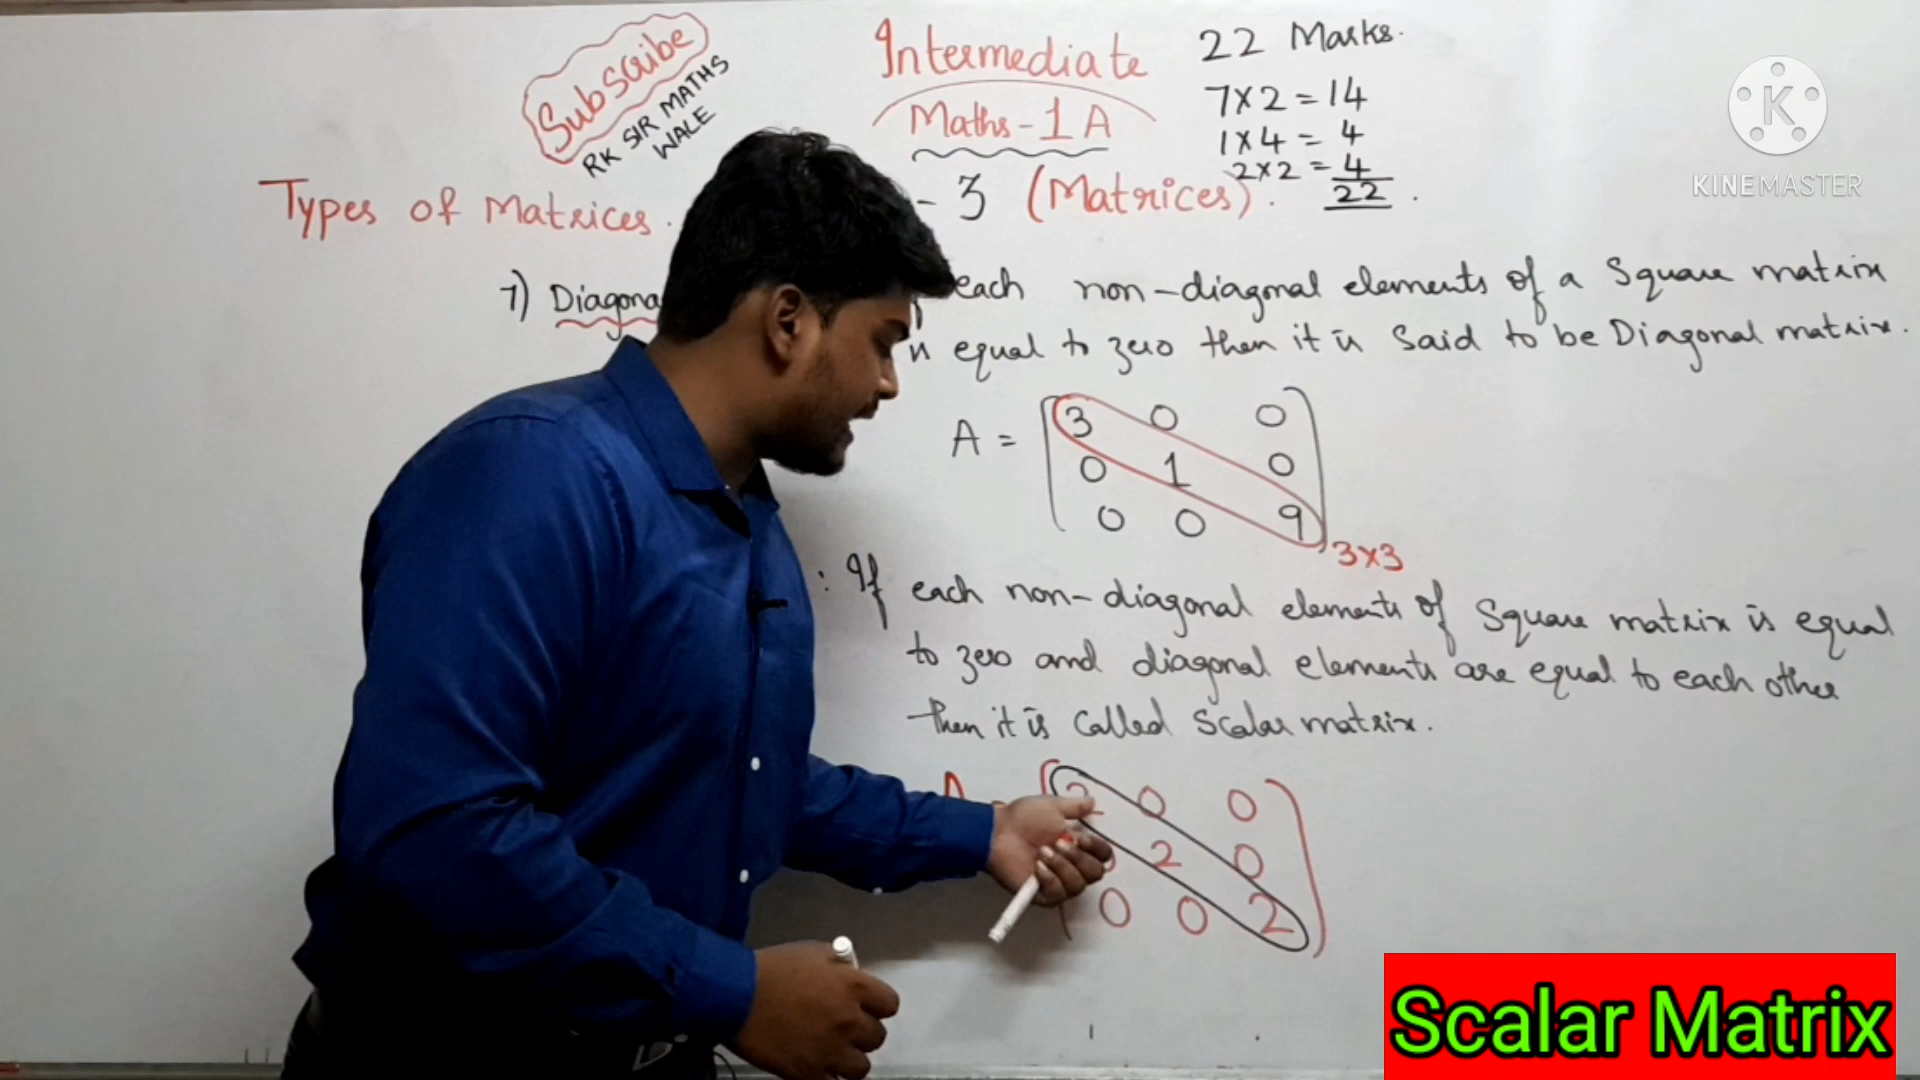 Subscribe
RK SIR MATHS
WALE
Intermediate
Maths-1A
22 Marks.
7x2=14
1x4=4
2x2=4
22
K
KINEMASTER
Types of Matrices.
- 3 (Matrices).
7) Diagona
each non-diagonal elements of a Square matrix
is equal to zero then it is Said to be Diagonal matrix.
A = 3 0 0
0 1 0
0 0 9
3x3
: If each non-diagonal elements of Square matrix is equal
to zero and diagonal elements are equal to each other
then it is Called Scalar matrix.
A 2 0 0
2 0
0 0 2
Scalar Matrix